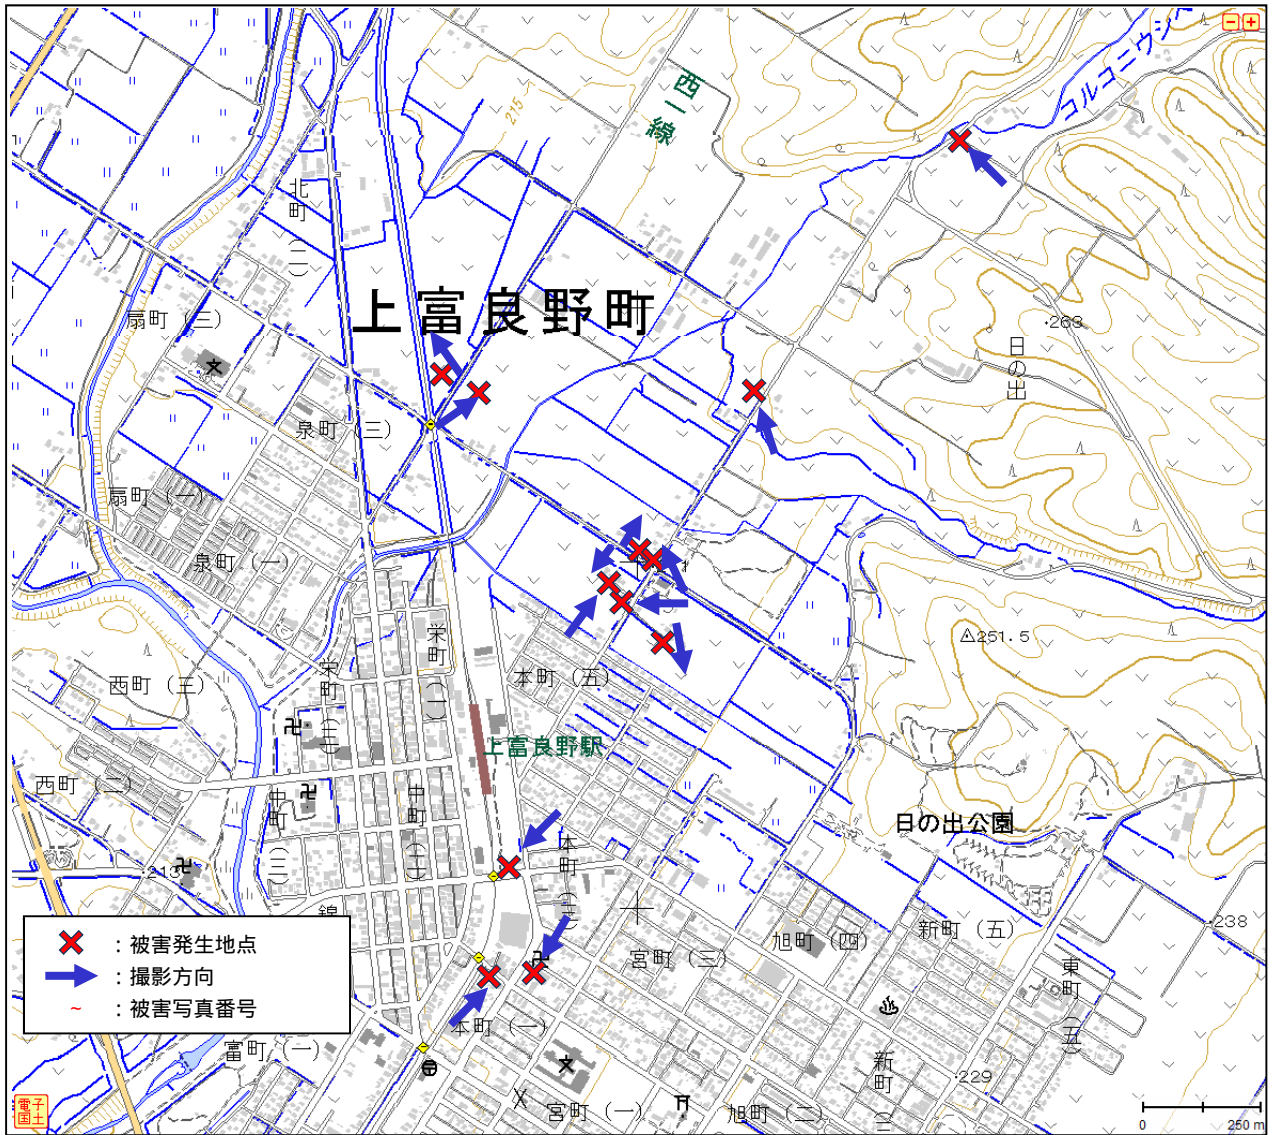 コルコニウシ
西一線
215
北町（二）
上富良野町
扇町（三）
・263
日の出
泉町（三）
扇町（一）
泉町（一）
栄町（一）
251.5
栄町（二）
本町（五）
西町（三）
上富良野駅
西町（二）
中町（三）
中町（二）
日の出公園
本町（二）
213
錦
新町（五）
・238
旭町（四）
宮町（三）
東町（五）
：被害発生地点
：撮影方向
～ ：被害写真番号
本町（一）
富町（一）
新町（三）
・229
宮町（一）
旭町（二）
電子国土
0 250 m